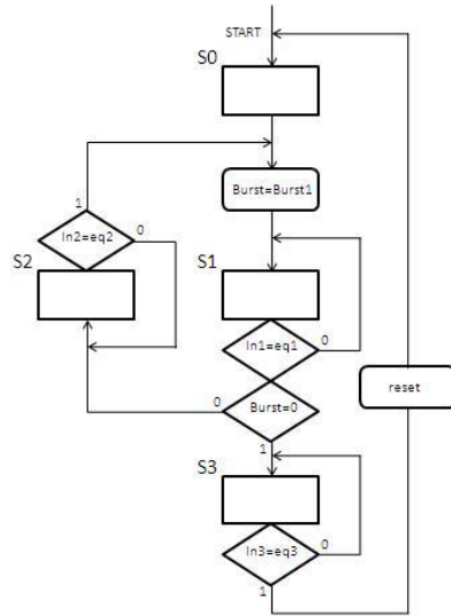 START
S0
Burst=Burst1
1
In2=eq2
0
S2
S1
In1=eq1
0
reset
0
Burst=0
1
S3
In3=eq3
0
1